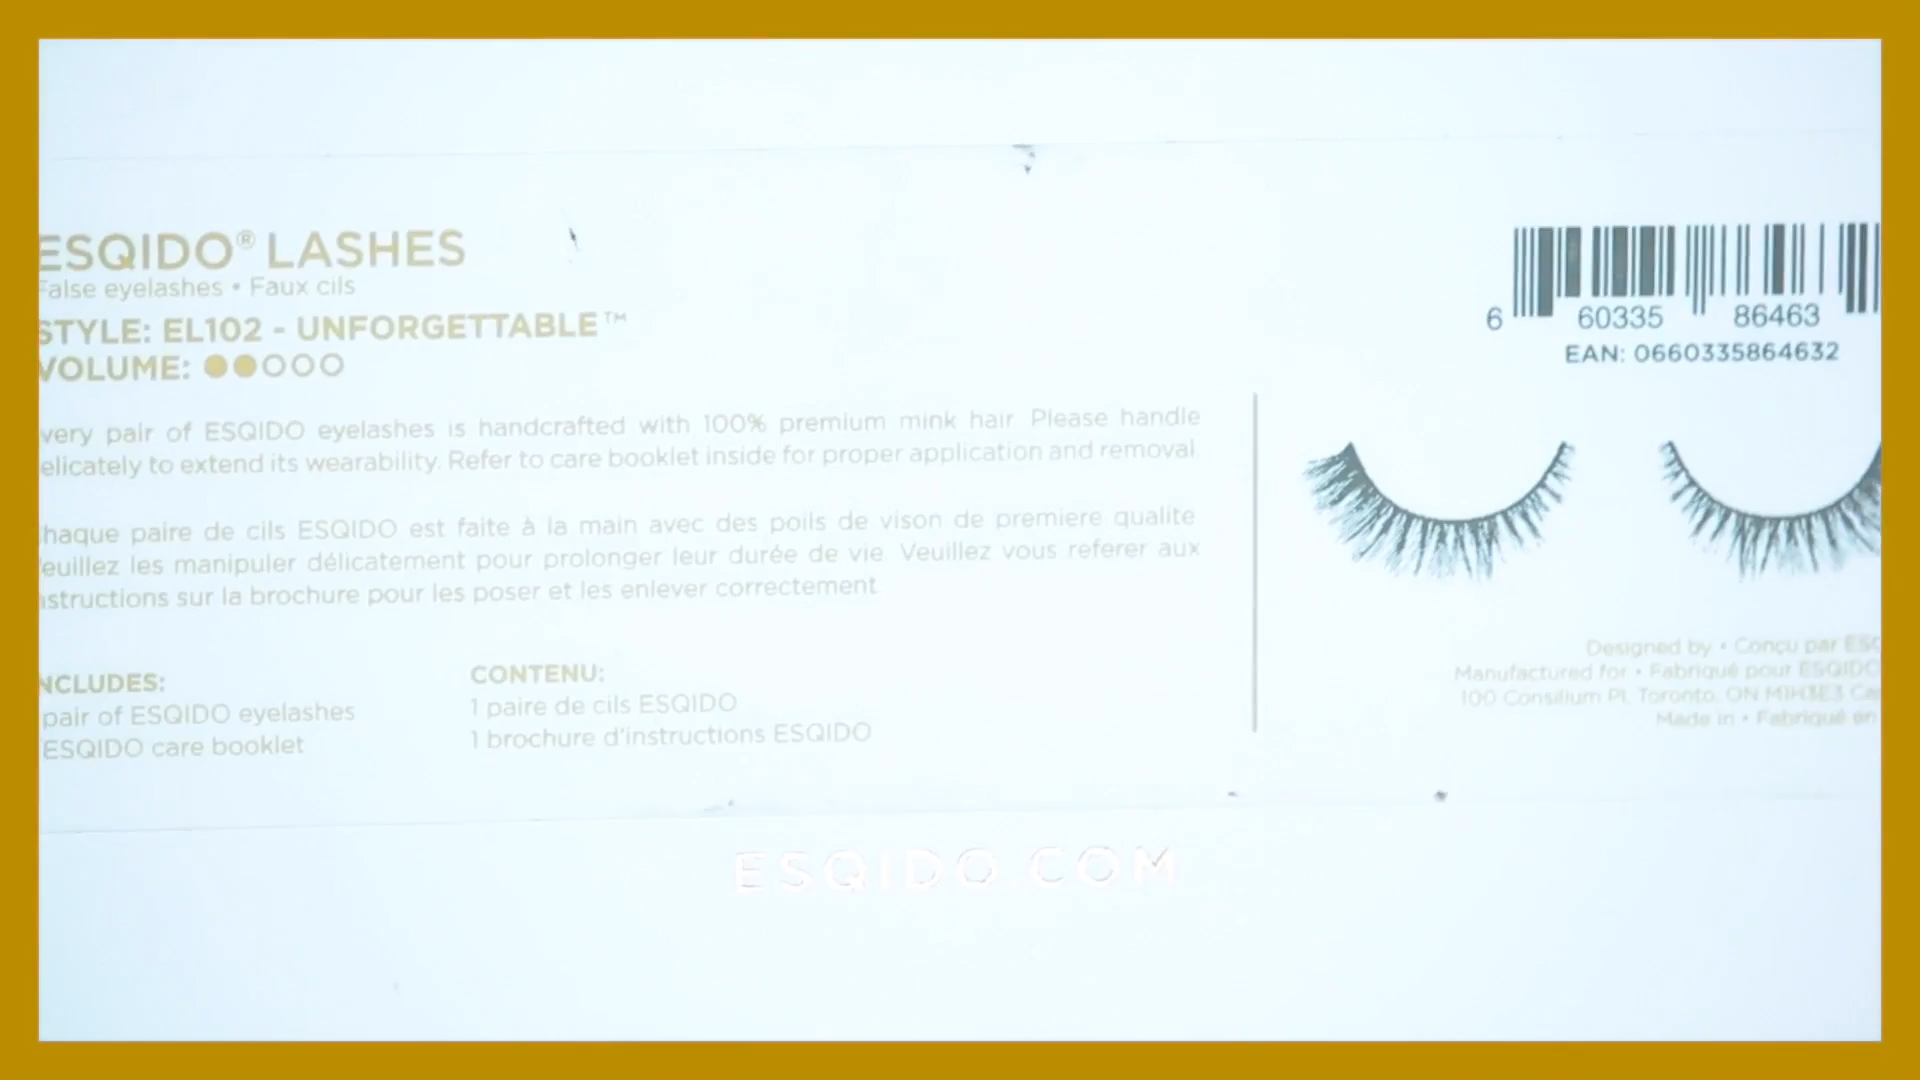 ESQIDO® LASHES
False eyelashes • Faux cils
STYLE: EL102 - UNFORGETTABLE™
VOLUME:
very pair of ESQIDO eyelashes is handcrafted with 100% premium mink hair. Please handle
elicately to extend its wearability. Refer to care booklet inside for proper application and removal.
haque paire de cils ESQIDO est faite à la main avec des poils de vison de premiere qualite
euillez les manipuler délicatement pour prolonger leur durée de vie. Veuillez vous referer aux
nstructions sur la brochure pour les poser et les enlever correctement.
NCLUDES:
pair of ESQIDO eyelashes
ESQIDO care booklet
CONTENU:
1 paire de cils ESQIDO
1 brochure d'instructions ESQIDO
6 60335 86463
EAN: 0660335864632
Designed by • Conçu par ESQ
Manufactured for • Fabriqué pour ESQIDO
100 Consilium Pl, Toronto, ON M1H3E3 Ca
Made in • Fabriqué en
ESQIDO.COM